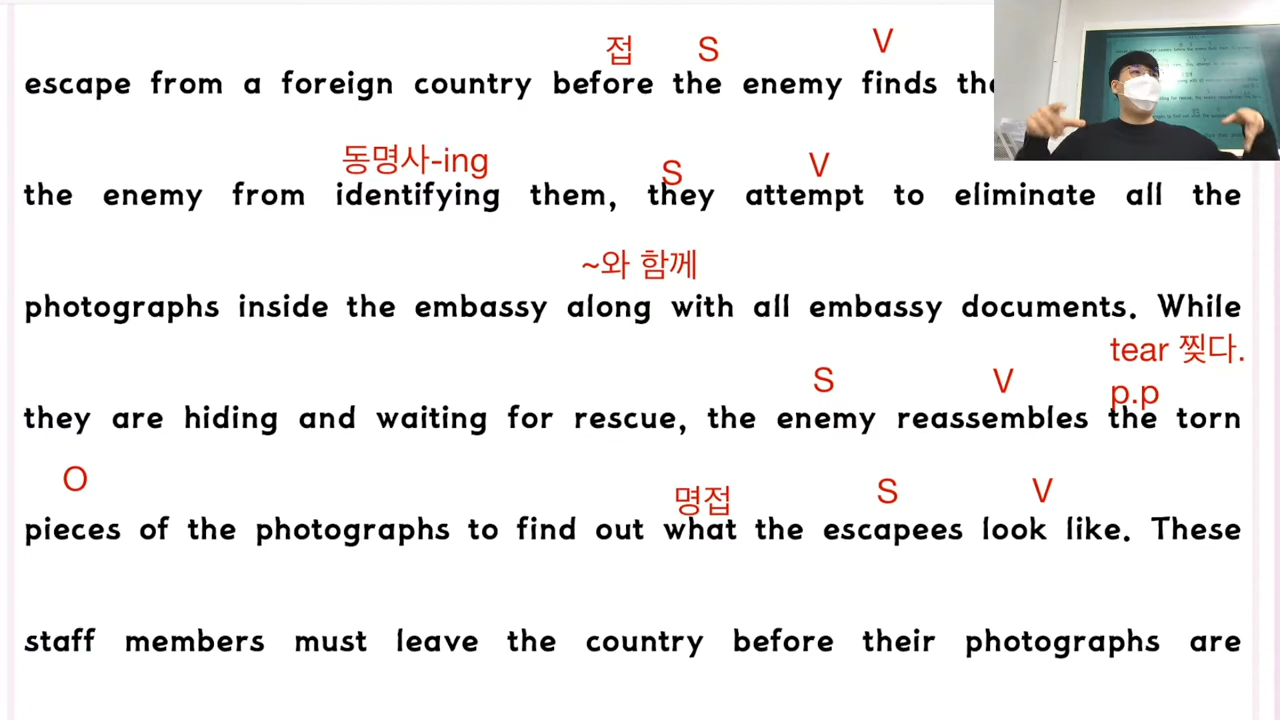 접 S V
escape from a foreign country before the enemy finds
동명사-ing S V
the enemy from identifying them, they attempt to eliminate all the
~와 함께
photographs inside the embassy along with all embassy documents. While
tear 찢다.
S V p.p
they are hiding and waiting for rescue, the enemy reassembles the torn
O 명접 S V
pieces of the photographs to find out what the escapees look like. These
staff members must leave the country before their photographs are